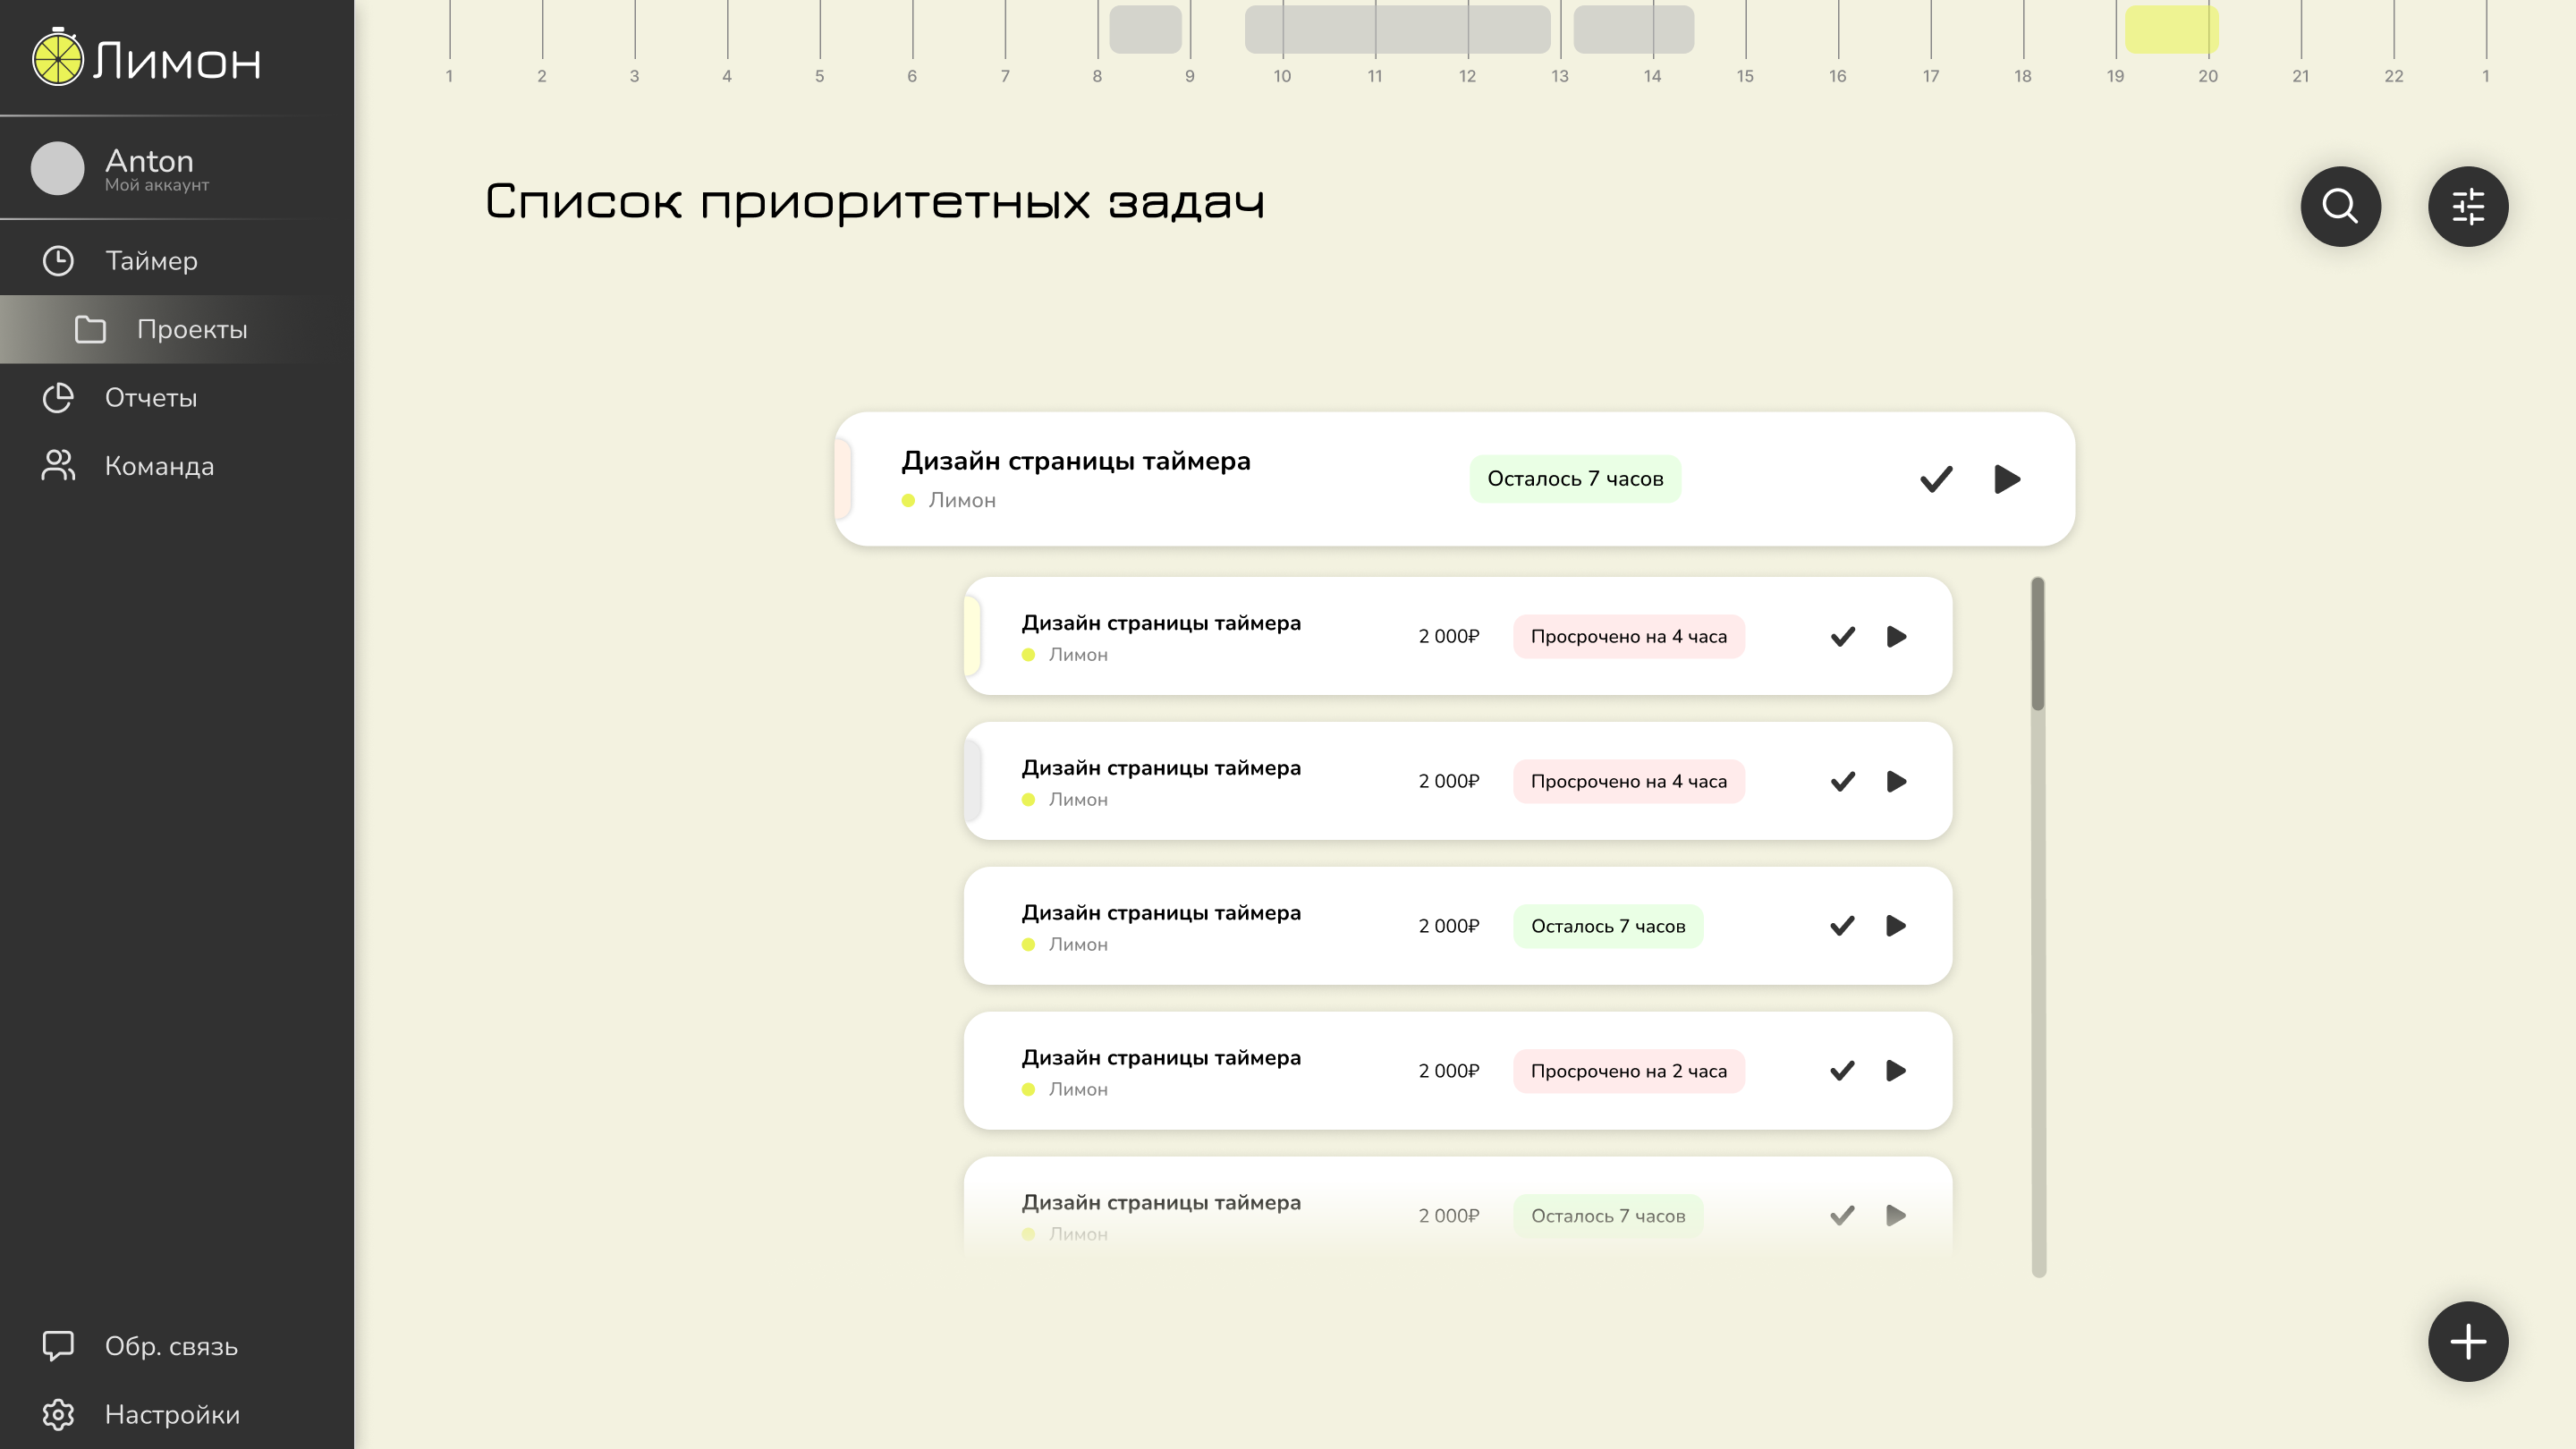 Лимон
1 2 3 4 5 6 7 8 9 10 11 12 13 14 15 16 17 18 19 20 21 22 1
Anton
Мой аккаунт
Список приоритетных задач
Таймер
Проекты
Отчеты
Команда
Дизайн страницы таймера
Осталось 7 часов
Лимон
Дизайн страницы таймера
2 000₽ Просрочено на 4 часа
Лимон
Дизайн страницы таймера
2 000₽ Просрочено на 4 часа
Лимон
Дизайн страницы таймера
2 000₽ Осталось 7 часов
Лимон
Дизайн страницы таймера
2 000₽ Просрочено на 2 часа
Лимон
Дизайн страницы таймера
2 000₽ Осталось 7 часов
Лимон
Обр. связь
Настройки